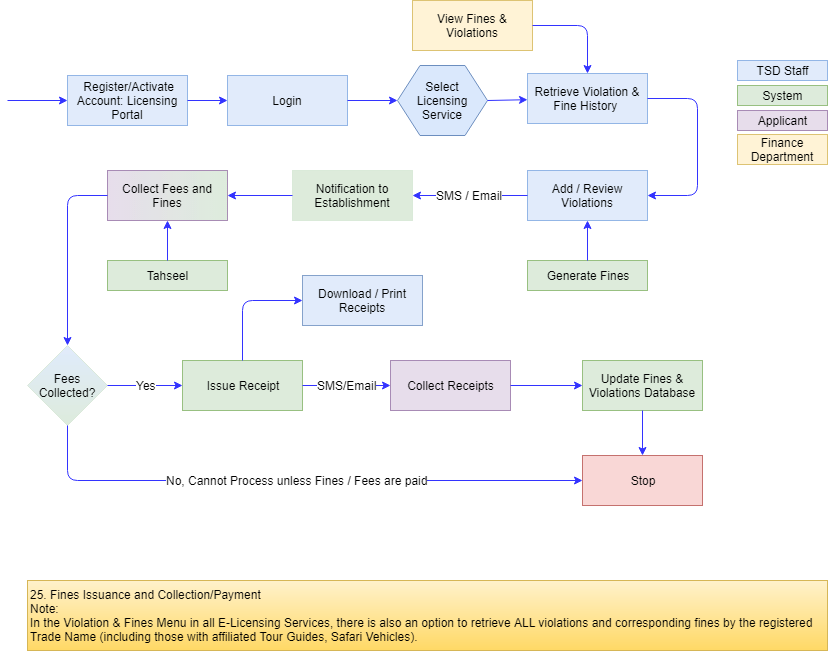 View Fines &
Violations
Register/Activate
Account: Licensing
Portal
Login
Select
Licensing
Service
Retrieve Violation &
Fine History
TSD Staff
System
Applicant
Finance
Department
Collect Fees and
Fines
Notification to
Establishment
SMS / Email
Add / Review
Violations
Tahseel
Generate Fines
Download / Print
Receipts
Fees
Collected?
Yes
Issue Receipt
SMS/Email
Collect Receipts
Update Fines &
Violations Database
No, Cannot Process unless Fines / Fees are paid
Stop
25. Fines Issuance and Collection/Payment
Note:
In the Violation & Fines Menu in all E-Licensing Services, there is also an option to retrieve ALL violations and corresponding fines by the registered
Trade Name (including those with affiliated Tour Guides, Safari Vehicles).